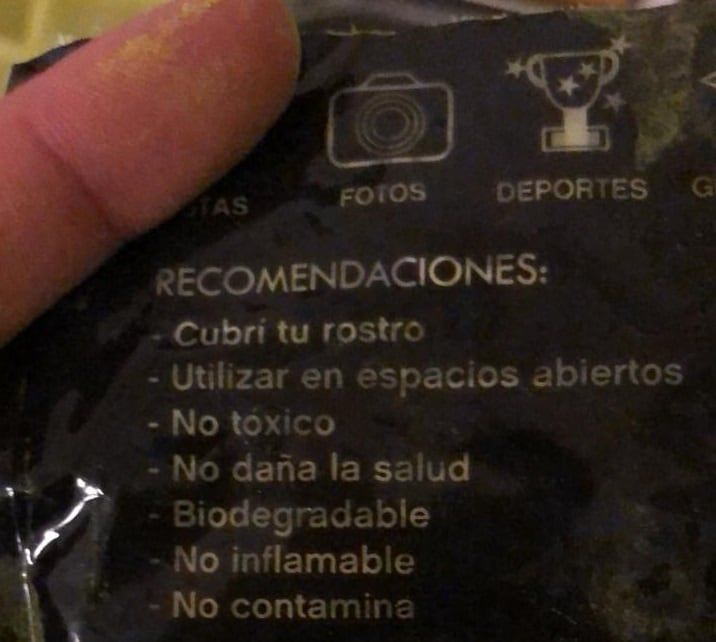 FOTOS DEPORTES
RECOMENDACIONES:
- Cubrí tu rostro
- Utilizar en espacios abiertos
- No tóxico
- No daña la salud
- Biodegradable
- No inflamable
- No contamina